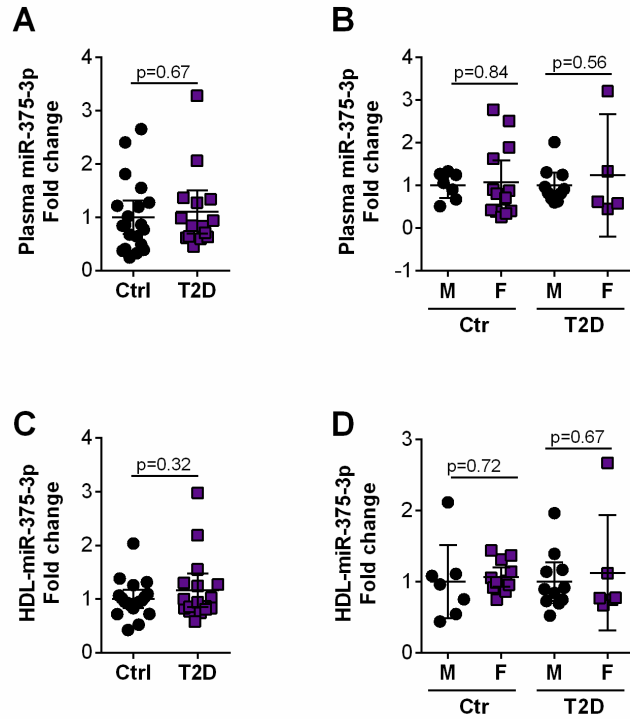 A
Plasma miR-375-3p
Fold change
4
3
2
1
0
p=0.67
Ctrl
T2D
B
Plasma miR-375-3p
Fold change
4
3
2
1
0
-1
p=0.84
p=0.56
M
F
M
F
Ctr
T2D
C
HDL-miR-375-3p
Fold change
4
3
2
1
0
p=0.32
Ctrl
T2D
D
HDL-miR-375-3p
Fold change
3
2
1
0
p=0.72
p=0.67
M
F
M
F
Ctr
T2D